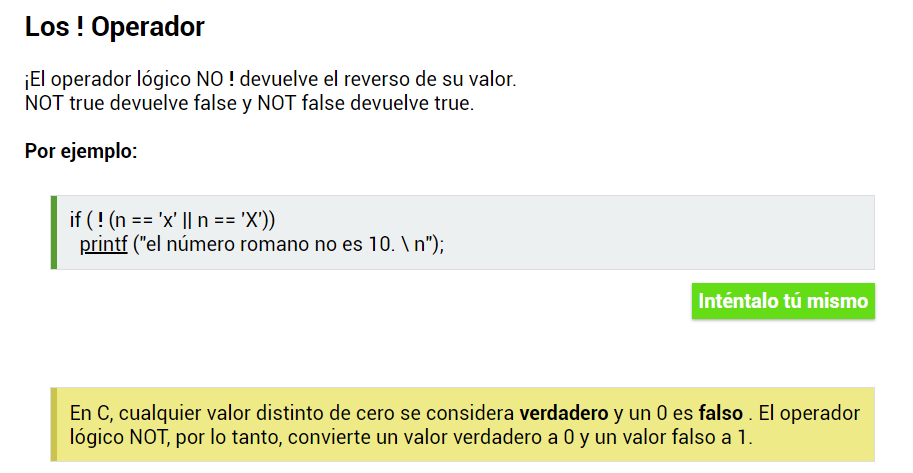 Los ! Operador
¡El operador lógico NO ! devuelve el reverso de su valor.
NOT true devuelve false y NOT false devuelve true.
Por ejemplo:
if ( ! (n == 'x' || n == 'X'))
printf ("el número romano no es 10. \ n");
Inténtalo tú mismo
En C, cualquier valor distinto de cero se considera verdadero y un 0 es falso . El operador
lógico NOT, por lo tanto, convierte un valor verdadero a 0 y un valor falso a 1.